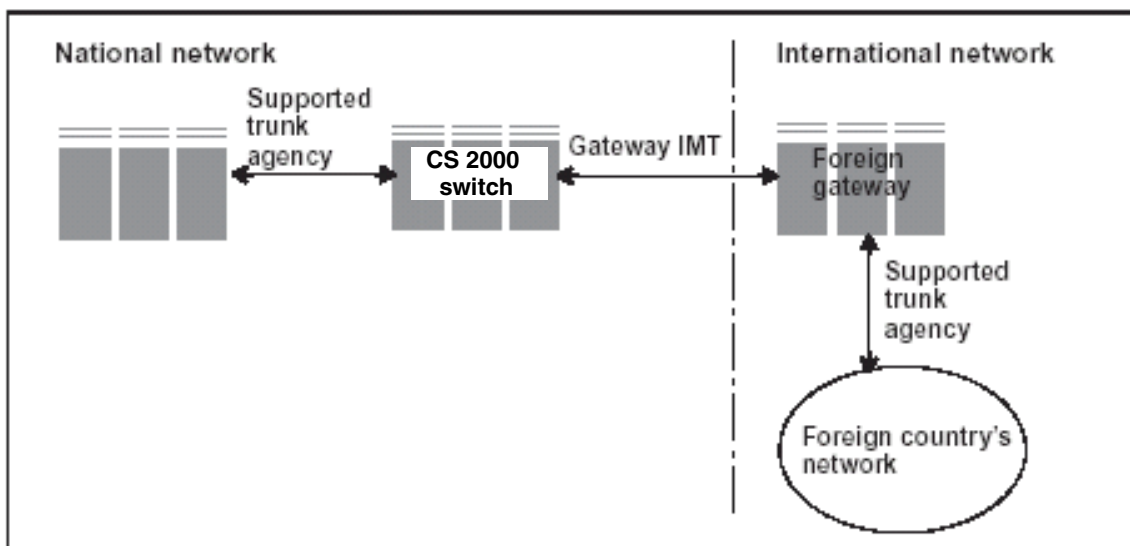 National network
International network
Supported
trunk
agency
CS 2000
switch
Gateway IMT
Foreign
gateway
Supported
trunk
agency
Foreign country's
network